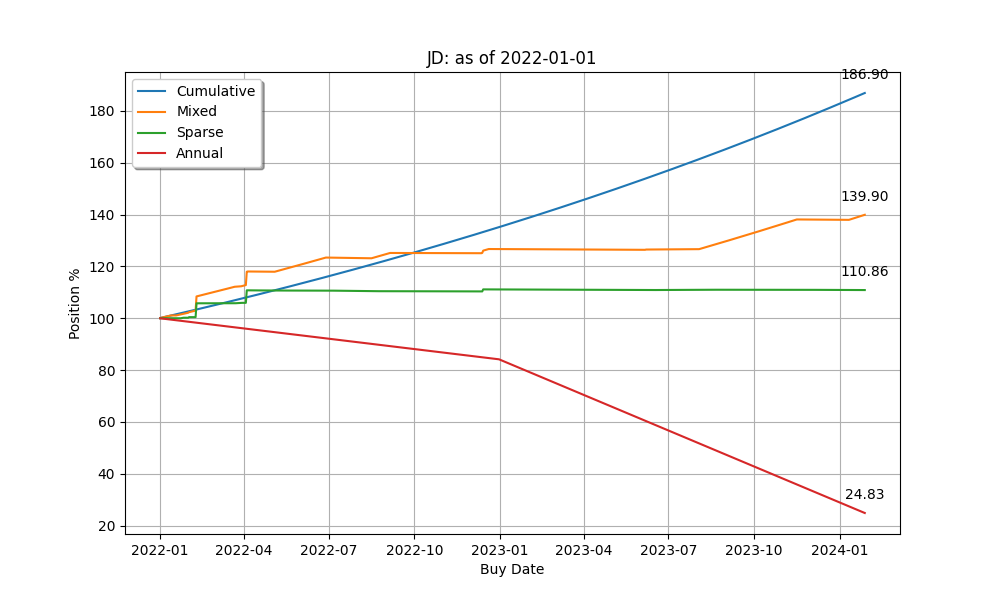 JD: as of 2022-01-01
Cumulative
Mixed
Sparse
Annual
186.90
139.90
110.86
24.83
Position %
180
160
140
120
100
80
60
40
20
2022-01 2022-04 2022-07 2022-10 2023-01 2023-04 2023-07 2023-10 2024-01
Buy Date